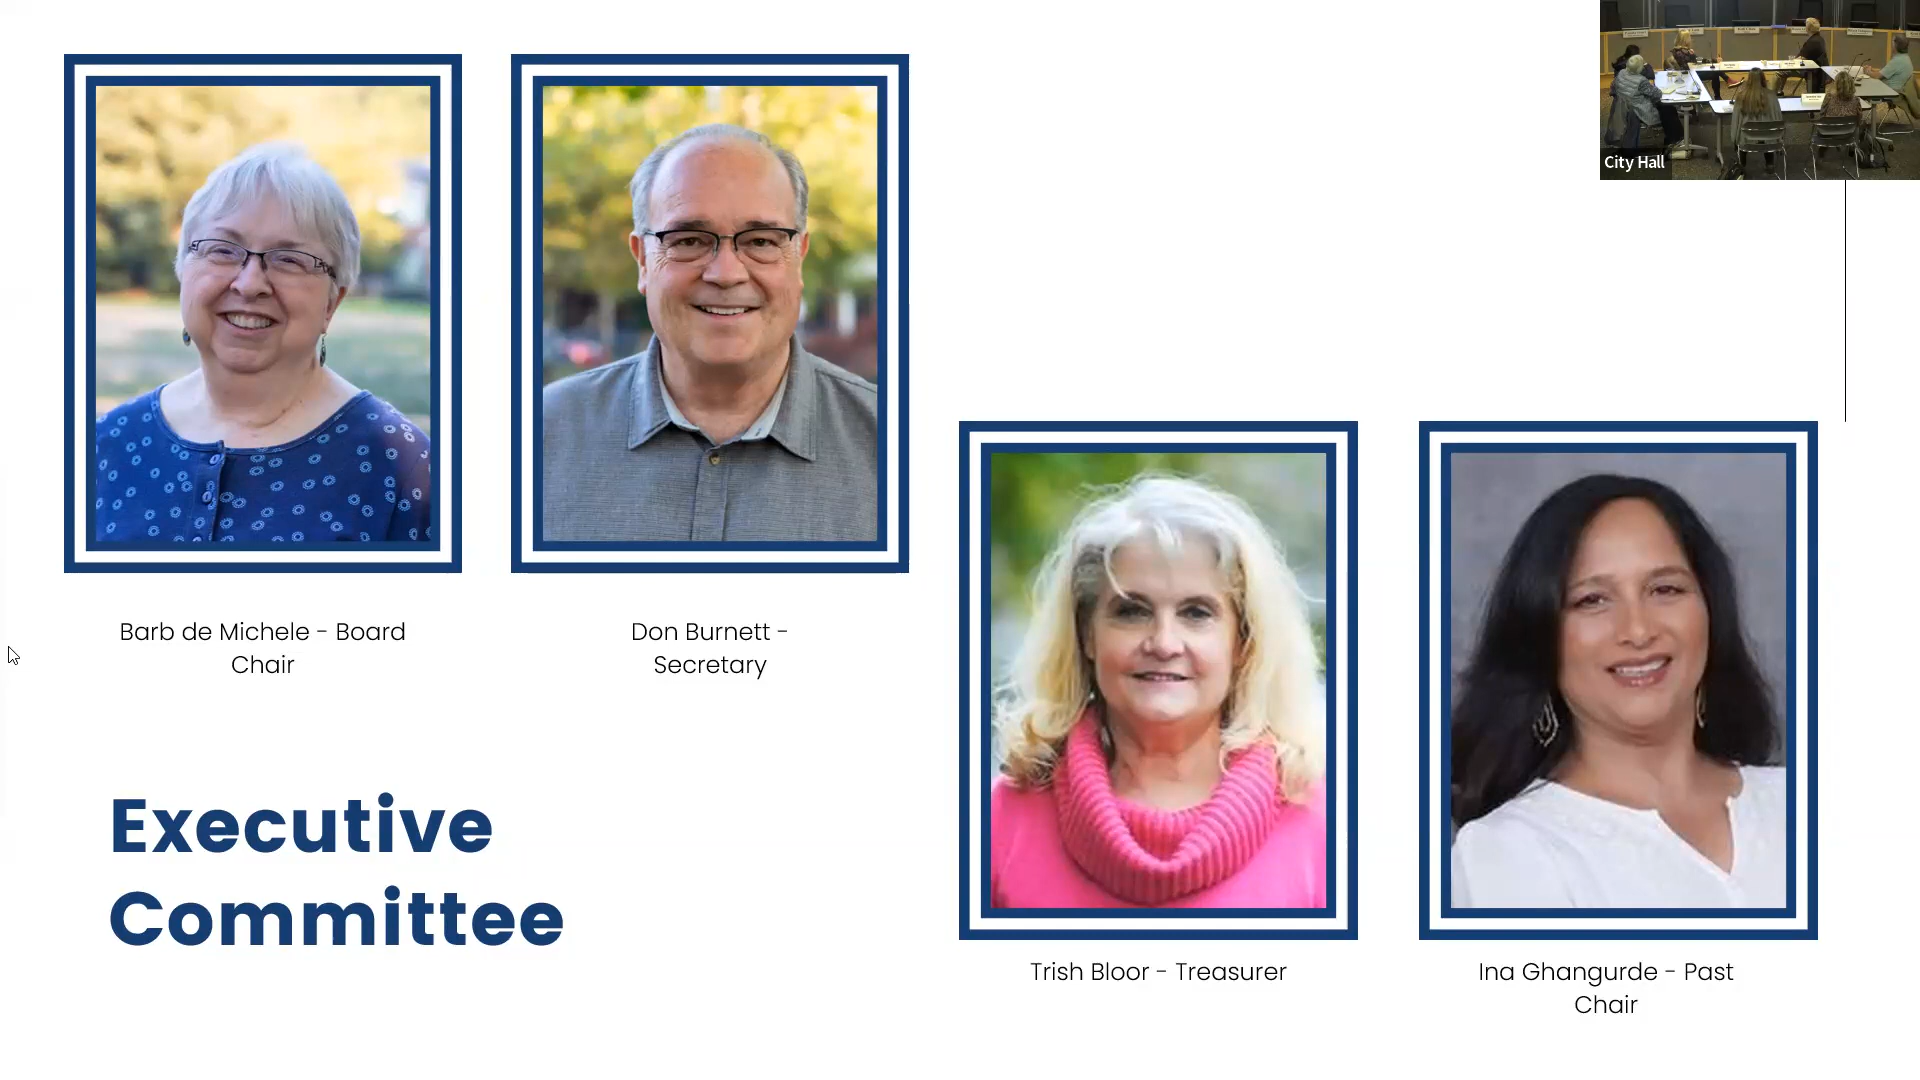 City Hall
Barb de Michele - Board
Chair
Don Burnett -
Secretary
Executive
Committee
Trish Bloor - Treasurer
Ina Ghangurde - Past
Chair